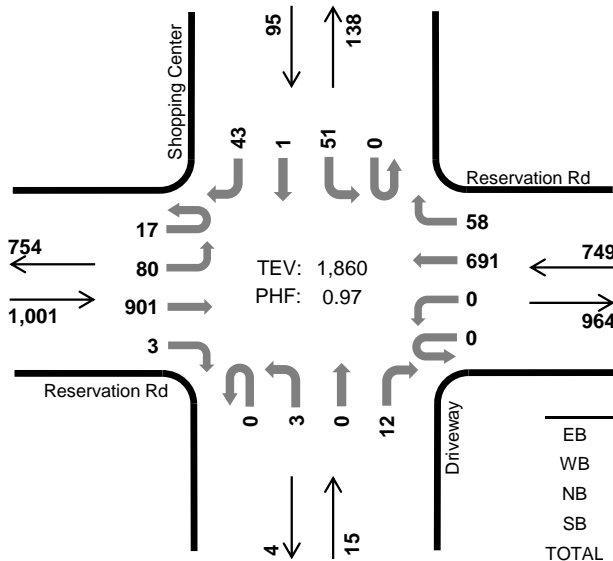 95
138
Shopping Center
43
1
51
0
Reservation Rd
17
58
754
80
TEV: 1,860
691
749
PHF: 0.97
1,001
901
0
964
3
0
Reservation Rd
0
3
0
12
Driveway
EB
WB
NB
SB
4
15
TOTAL